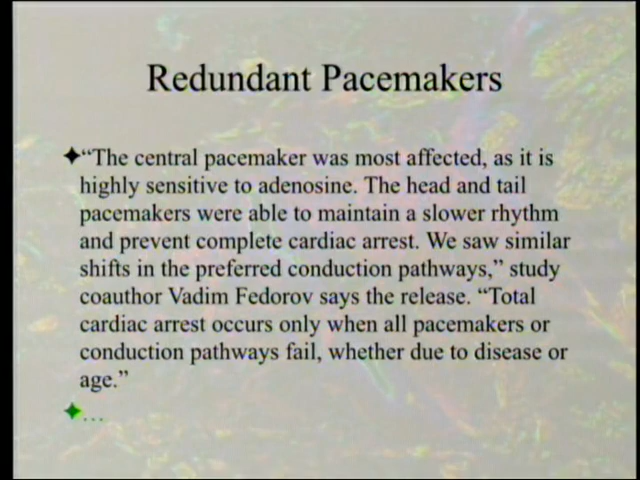 Redundant Pacemakers
“The central pacemaker was most affected, as it is
highly sensitive to adenosine. The head and tail
pacemakers were able to maintain a slower rhythm
and prevent complete cardiac arrest. We saw similar
shifts in the preferred conduction pathways,” study
coauthor Vadim Fedorov says the release. “Total
cardiac arrest occurs only when all pacemakers or
conduction pathways fail, whether due to disease or
age.”
…